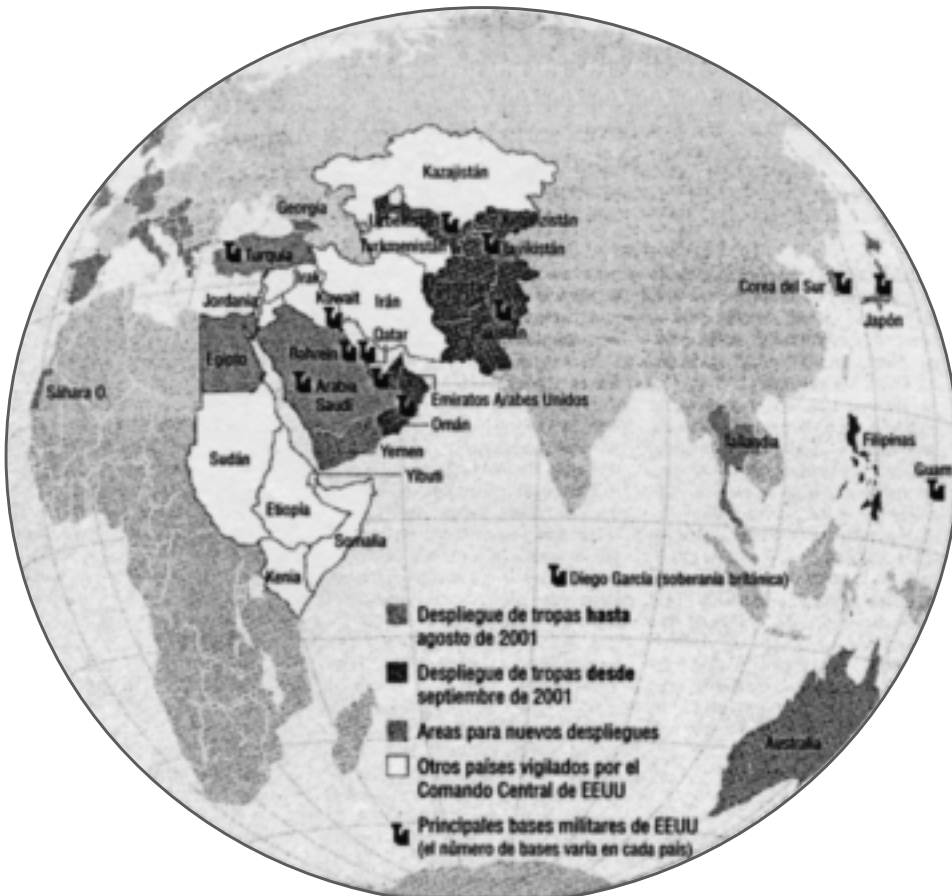 Kazajistán
Georgia
Uzbekistán
Kirguizistán
Turkmenistán
Tayikistán
Turquía
Irak
Afganistán
Jordania
Kuwait
Irán
Corea del Sur
Japón
Pakistán
Qatar
Egipto
Bahrein
Sáhara O.
Arabia
Saudí
Emiratos Arabes Unidos
Omán
Tailandia
Filipinas
Sudán
Yemen
Yibuti
Guam
Etiopía
Somalia
Kenia
Diego García (soberanía británica)
Despliegue de tropas hasta
agosto de 2001
Despliegue de tropas desde
septiembre de 2001
Areas para nuevos despliegues
Australia
Otros países vigilados por el
Comando Central de EEUU
Principales bases militares de EEUU
(el número de bases varía en cada país)